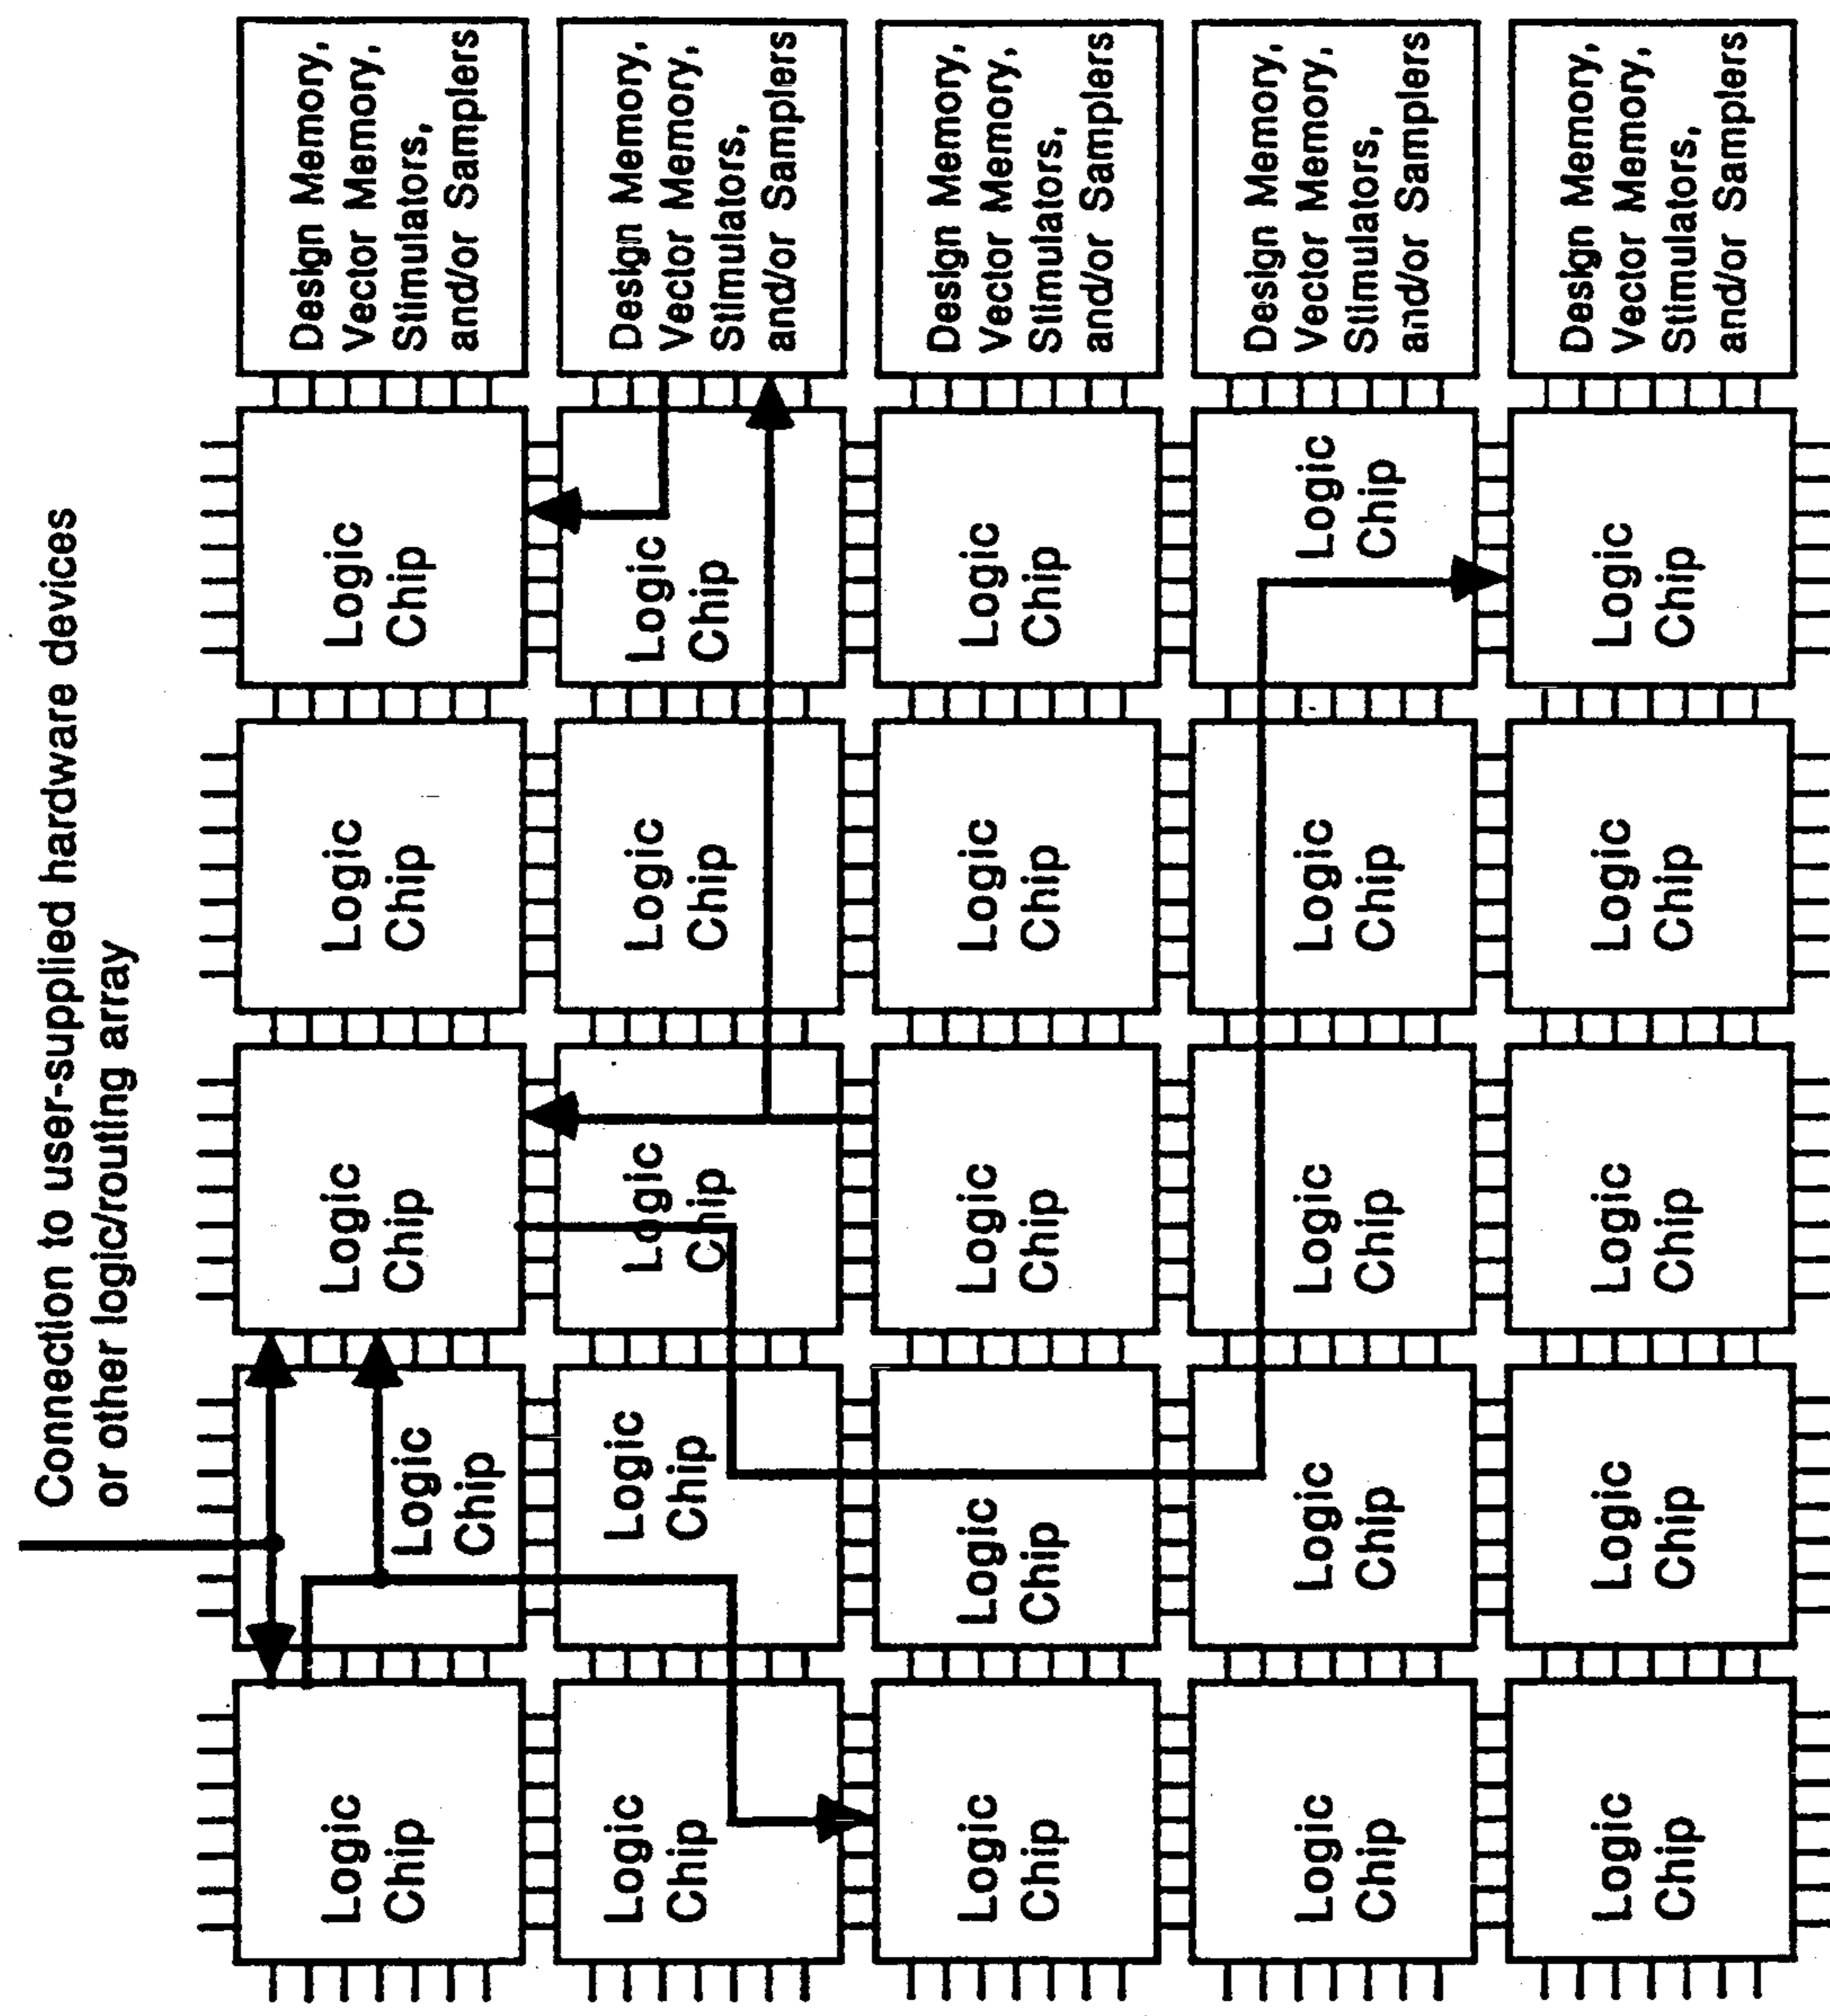 Connection to user-supplied hardware devices
or other logic/routing array
Logic
Chip
Logic
Chip
Logic
Chip
Logic
Chip
Logic
Chip
Design Memory,
Vector Memory,
Stimulators,
and/or Samplers
Logic
Chip
Logic
Chip
Logic
Chip
Logic
Chip
Logic
Chip
Design Memory,
Vector Memory,
Stimulators,
and/or Samplers
Logic
Chip
Logic
Chip
Logic
Chip
Logic
Chip
Logic
Chip
Design Memory,
Vector Memory,
Stimulators,
and/or Samplers
Logic
Chip
Logic
Chip
Logic
Chip
Logic
Chip
Logic
Chip
Design Memory,
Vector Memory,
Stimulators,
and/or Samplers
Logic
Chip
Logic
Chip
Logic
Chip
Logic
Chip
Logic
Chip
Design Memory,
Vector Memory,
Stimulators,
and/or Samplers